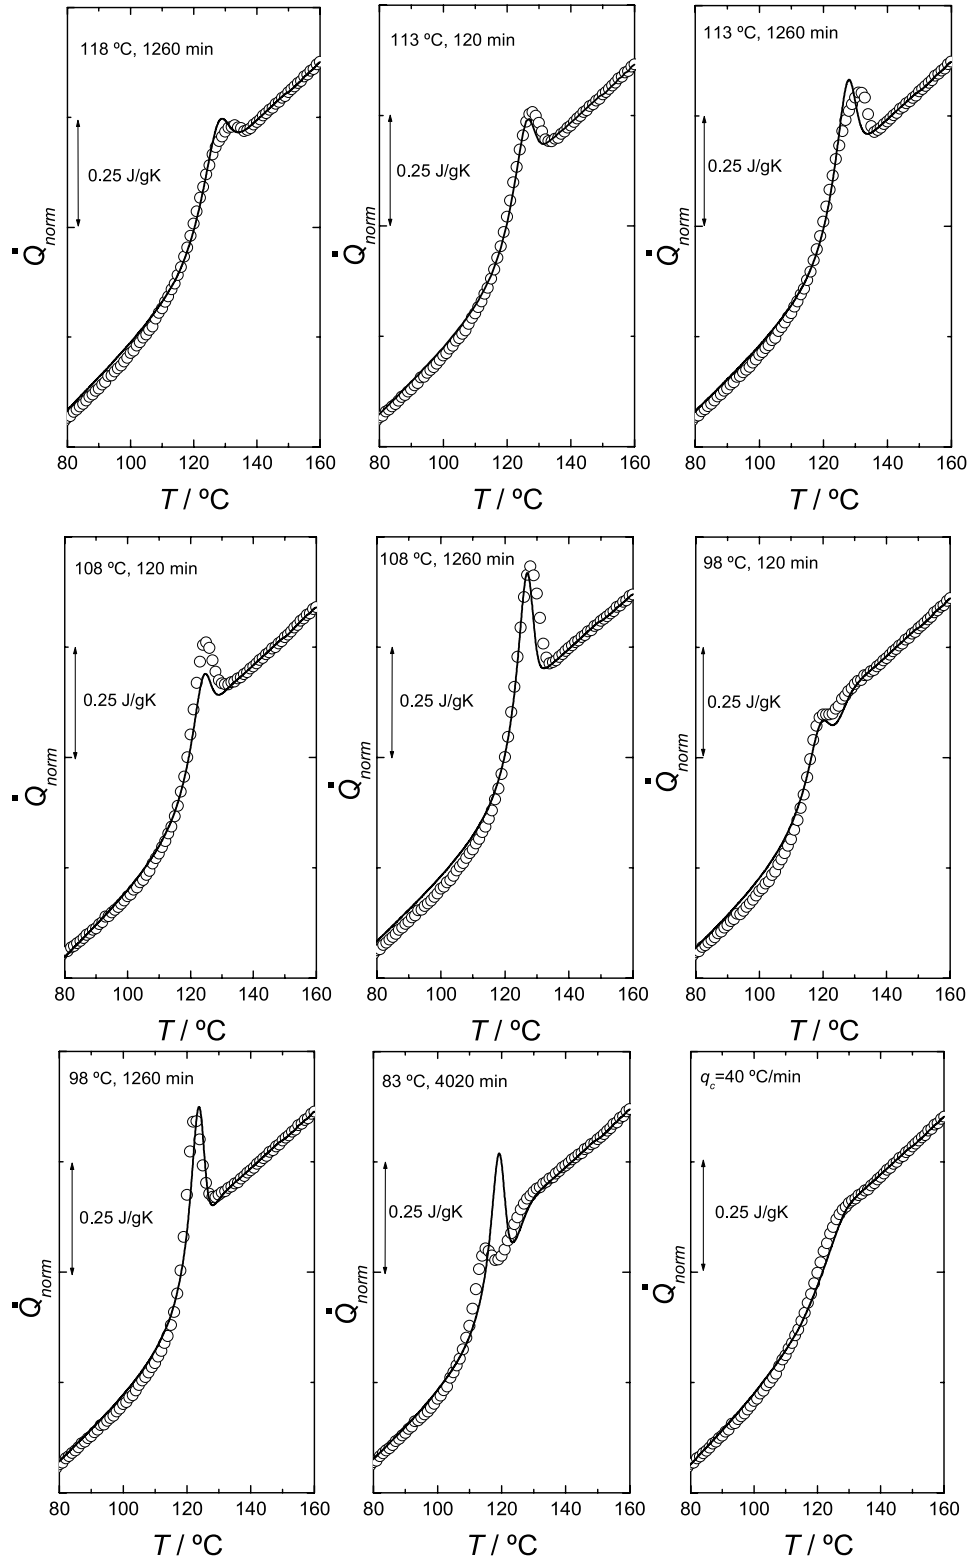 118 ºC, 1260 min
0.25 J/gK
Q̇norm
80 100 120 140 160
T / ºC
113 ºC, 120 min
0.25 J/gK
Q̇norm
80 100 120 140 160
T / ºC
113 ºC, 1260 min
0.25 J/gK
Q̇norm
80 100 120 140 160
T / ºC
108 ºC, 120 min
0.25 J/gK
Q̇norm
80 100 120 140 160
T / ºC
108 ºC, 1260 min
0.25 J/gK
Q̇norm
80 100 120 140 160
T / ºC
98 ºC, 120 min
0.25 J/gK
Q̇norm
80 100 120 140 160
T / ºC
98 ºC, 1260 min
0.25 J/gK
Q̇norm
80 100 120 140 160
T / ºC
83 ºC, 4020 min
0.25 J/gK
Q̇norm
80 100 120 140 160
T / ºC
qc=40 ºC/min
0.25 J/gK
Q̇norm
80 100 120 140 160
T / ºC